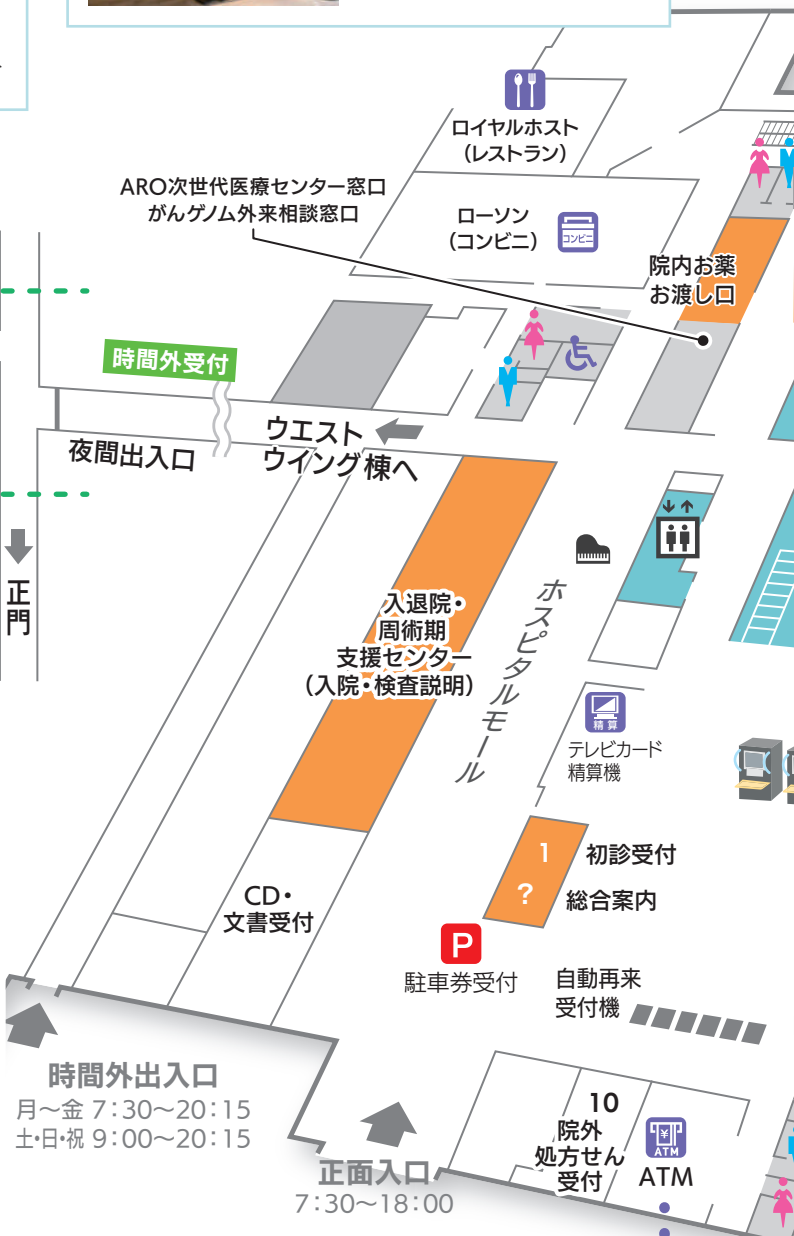 ロイヤルホスト
（レストラン）
ARO次世代医療センター窓口
がんゲノム外来相談窓口
ローソン
（コンビニ）
コンビニ
院内お薬
お渡し口
時間外受付
ウエスト
ウイング棟へ
夜間出入口
正門
入退院・
周術期
支援センター
（入院・検査説明）
ホスピタルモール
精算
テレビカード
精算機
1 初診受付
? 総合案内
CD・
文書受付
P
駐車券受付
自動再来
受付機
時間外出入口
月～金 7：30～20：15
土・日・祝 9：00～20：15
正面入口
7：30～18：00
10
院外
処方せん
受付
¥
ATM
ATM